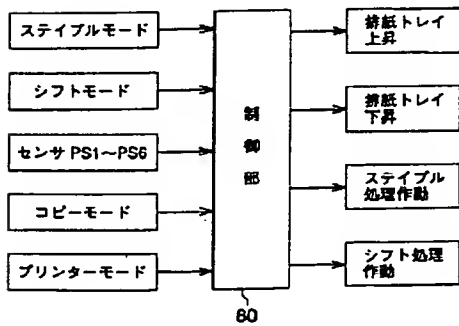 ステイプルモード
シフトモード
センサ PS1～PS6
コピーモード
プリンターモード
制御部
60
排紙トレイ
上昇
排紙トレイ
下昇
ステイプル
処理作動
シフト処理
作動